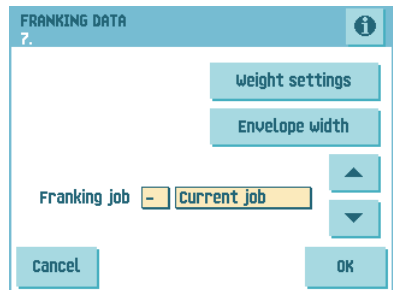 FRANKING DATA
7.
Weight settings
Envelope width
Franking job - Current job
Cancel
OK